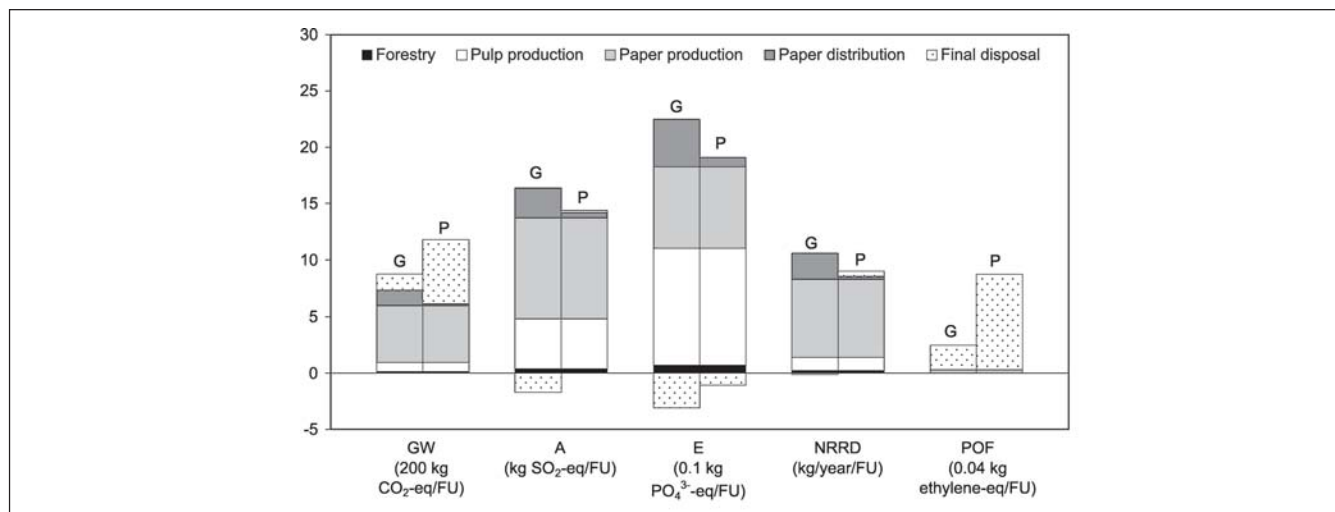 30
Forestry Pulp production Paper production Paper distribution Final disposal
25
G
20
P
G
15
P
P
G
10
G
P
P
5
G
0
-5
GW A E NRRD POF
(200 kg (kg SO₂-eq/FU) (0.1 kg (kg/year/FU) (0.04 kg
CO₂-eq/FU) PO₄³⁻-eq/FU) ethylene-eq/FU)